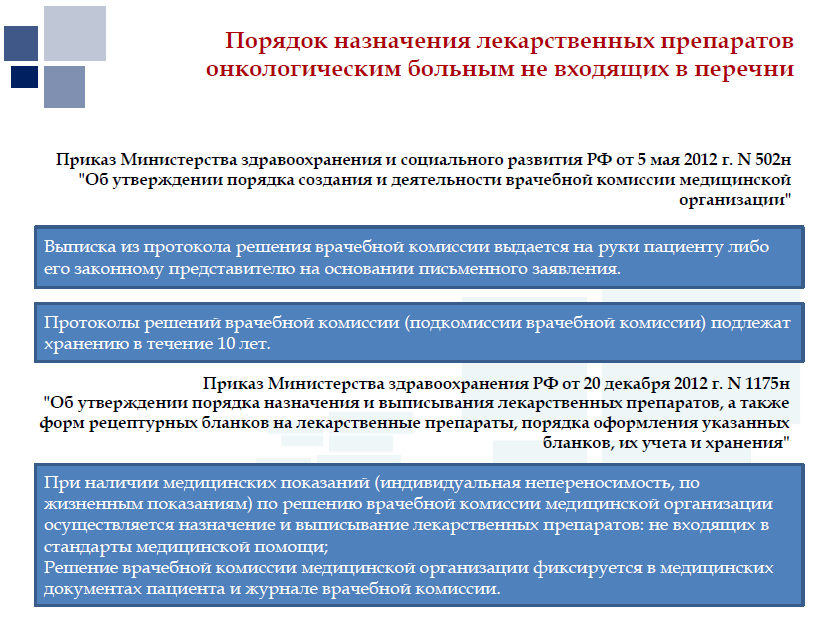 Порядок назначения лекарственных препаратов
онкологическим больным не входящих в перечни
Приказ Министерства здравоохранения и социального развития РФ от 5 мая 2012 г. N 502н
"Об утверждении порядка создания и деятельности врачебной комиссии медицинской
организации"
Выписка из протокола решения врачебной комиссии выдается на руки пациенту либо
его законному представителю на основании письменного заявления.
Протоколы решений врачебной комиссии (подкомиссии врачебной комиссии) подлежат
хранению в течение 10 лет.
Приказ Министерства здравоохранения РФ от 20 декабря 2012 г. N 1175н
"Об утверждении порядка назначения и выписывания лекарственных препаратов, а также
форм рецептурных бланков на лекарственные препараты, порядка оформления указанных
бланков, их учета и хранения"
При наличии медицинских показаний (индивидуальная непереносимость, по
жизненным показаниям) по решению врачебной комиссии медицинской организации
осуществляется назначение и выписывание лекарственных препаратов: не входящих в
стандарты медицинской помощи;
Решение врачебной комиссии медицинской организации фиксируется в медицинских
документах пациента и журнале врачебной комиссии.